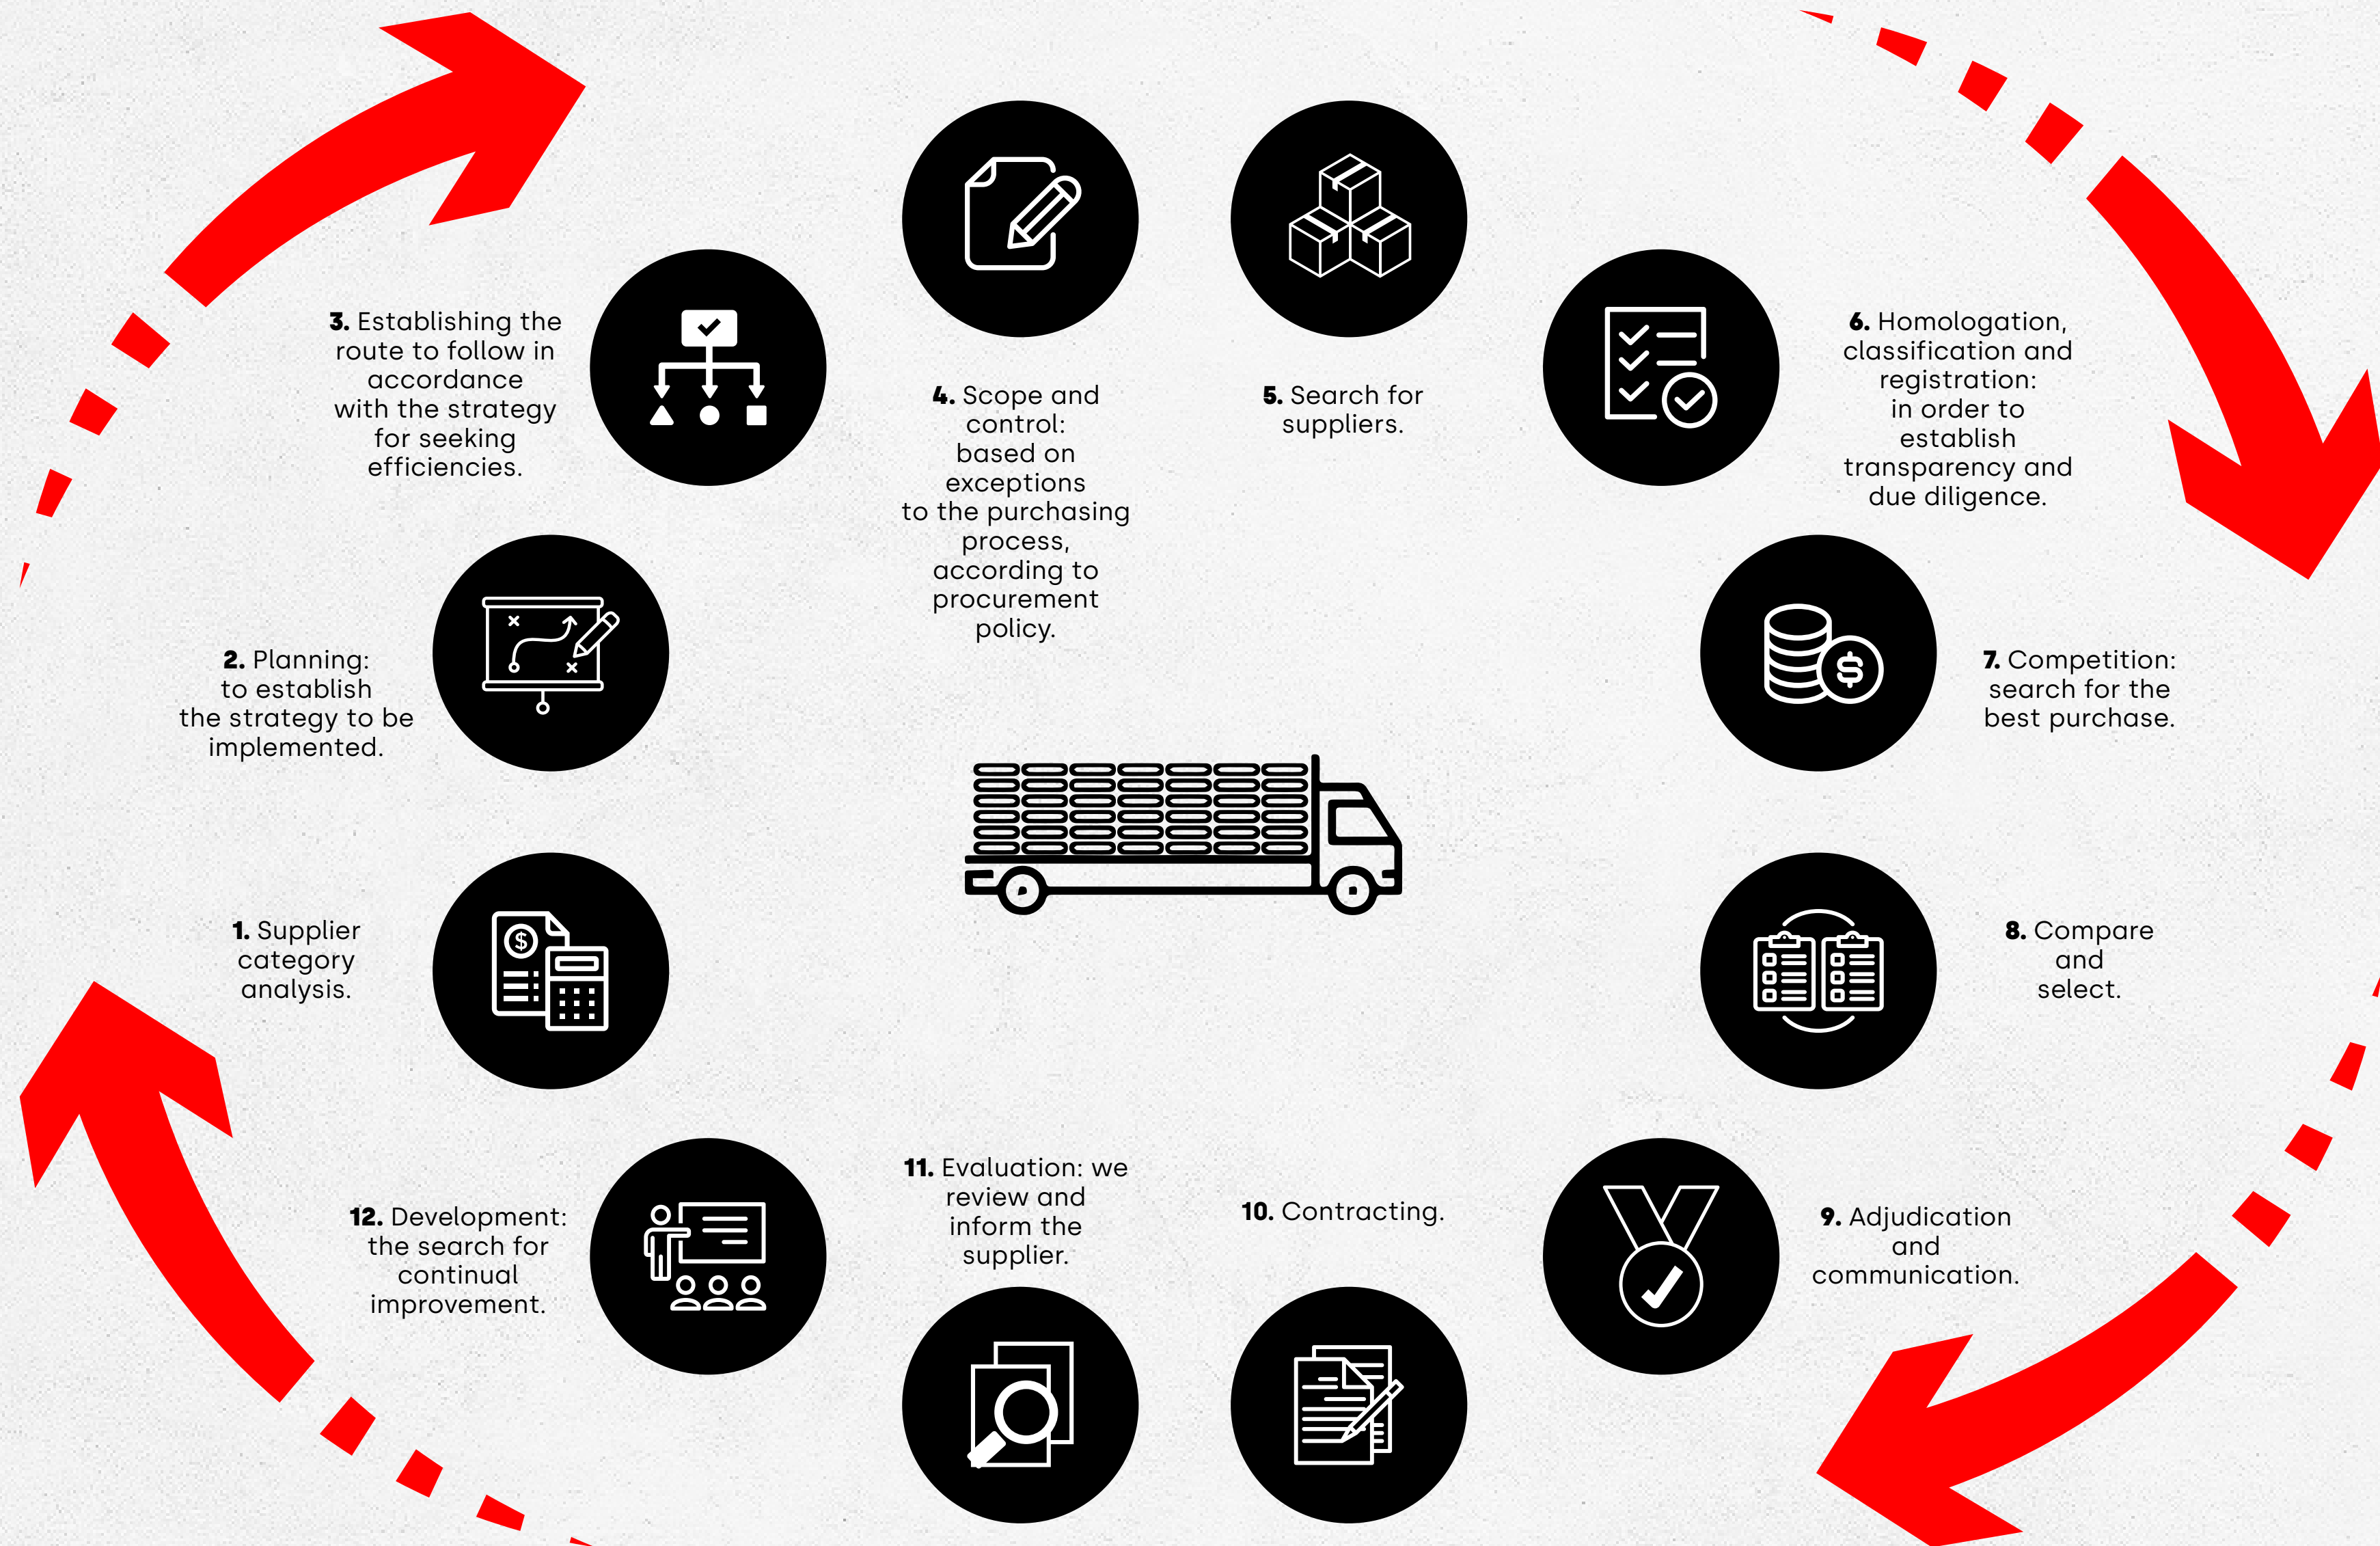 1. Supplier
category
analysis.
2. Planning:
to establish
the strategy to be
implemented.
3. Establishing the
route to follow in
accordance
with the strategy
for seeking
efficiencies.
4. Scope and
control:
based on
exceptions
to the purchasing
process,
according to
procurement
policy.
5. Search for
suppliers.
6. Homologation,
classification and
registration:
in order to
establish
transparency and
due diligence.
7. Competition:
search for the
best purchase.
8. Compare
and
select.
9. Adjudication
and
communication.
10. Contracting.
11. Evaluation: we
review and
inform the
supplier.
12. Development:
the search for
continual
improvement.
$
$